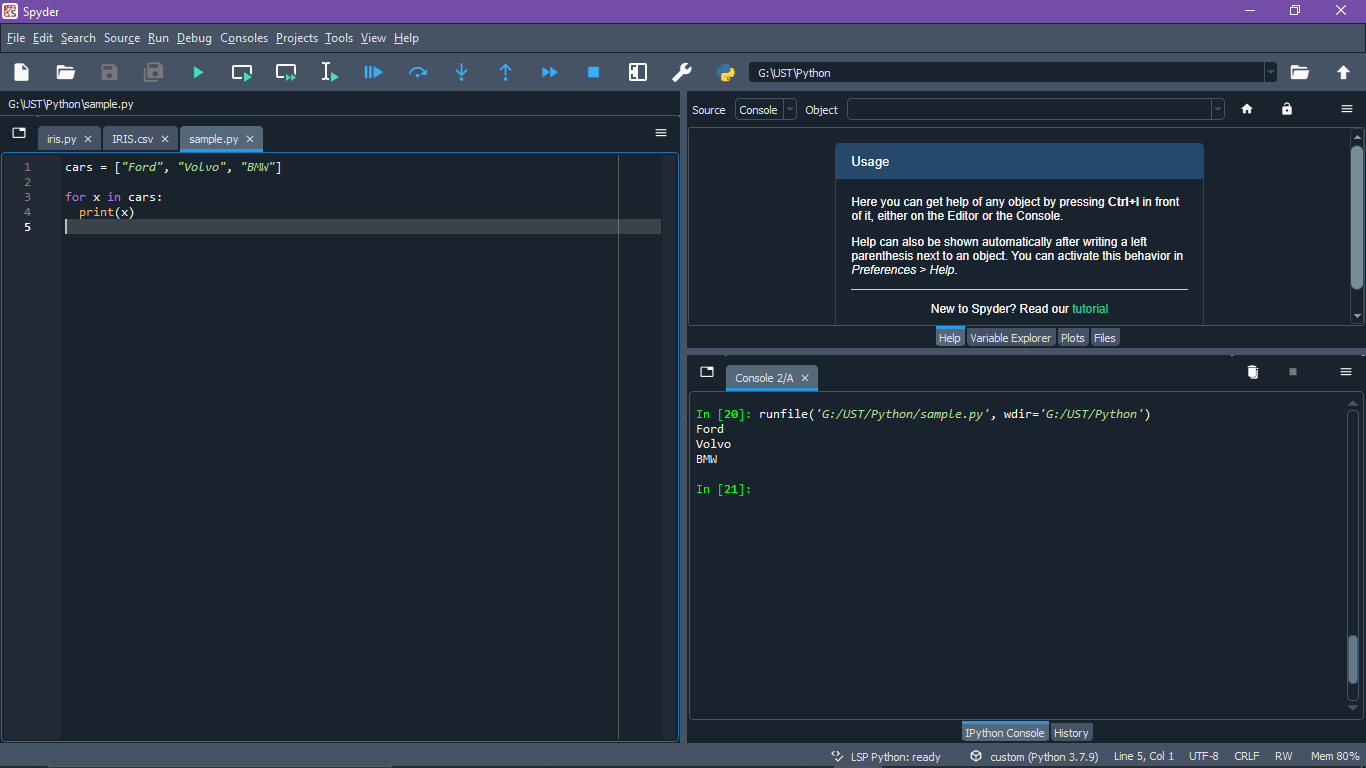 Spyder
File Edit Search Source Run Debug Consoles Projects Tools View Help
G:\UST\Python
G:\UST\Python\sample.py
iris.py
IRIS.csv
sample.py
1 cars = ["Ford", "Volvo", "BMW"]
2
3 for x in cars:
4   print(x)
5
Source Console Object
Usage
Here you can get help of any object by pressing Ctrl+I in front
of it, either on the Editor or the Console.
Help can also be shown automatically after writing a left
parenthesis next to an object. You can activate this behavior in
Preferences > Help.
New to Spyder? Read our tutorial
Help Variable Explorer Plots Files
Console 2/A
In [20]: runfile('G:/UST/Python/sample.py', wdir='G:/UST/Python')
Ford
Volvo
BMW
In [21]:
IPython Console History
LSP Python: ready custom (Python 3.7.9) Line 5, Col 1 UTF-8 CRLF RW Mem 80%